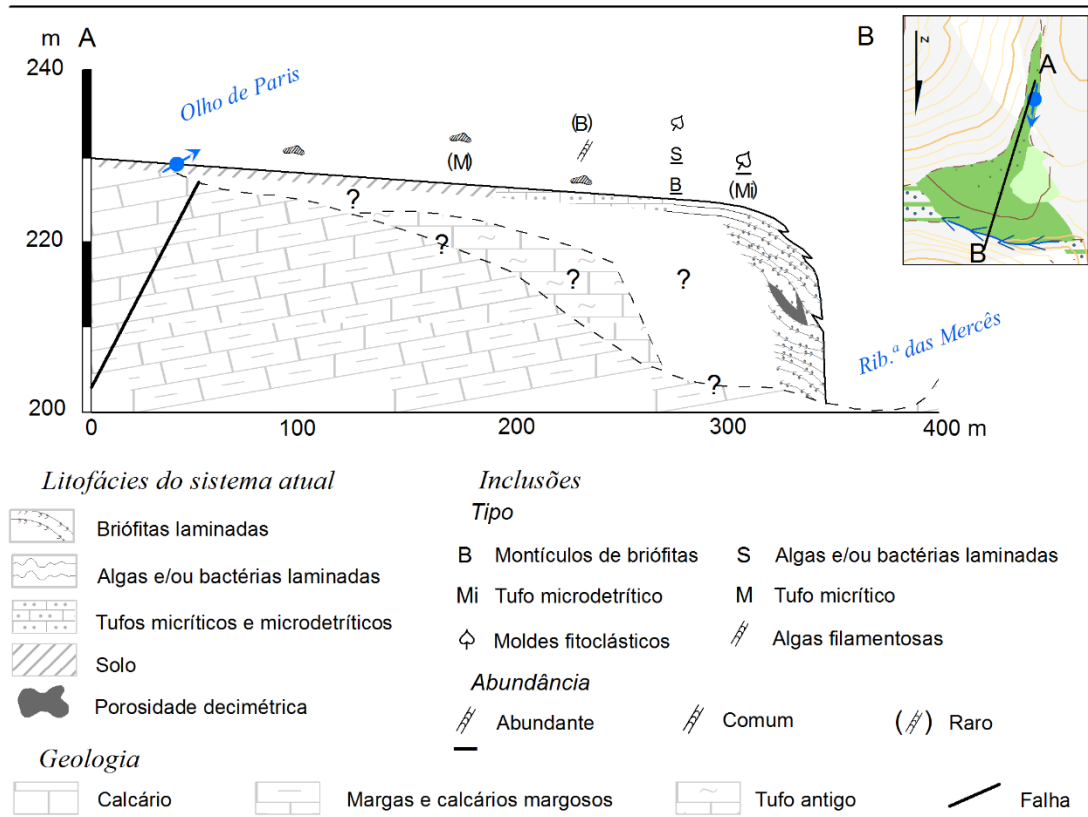 m A B
240
Olho de Paris
z
A
B
(B)
(M)
S
B
(Mi)
220
?
?
?
?
?
Rib.ª das Mercês
200
0 100 200 300 400 m
Litofácies do sistema atual
Briófitas laminadas
Algas e/ou bactérias laminadas
Tufos micríticos e microdetríticos
Solo
Porosidade decimétrica
Inclusões
Tipo
B Montículos de briófitas
S Algas e/ou bactérias laminadas
Mi Tufo microdetrítico
M Tufo micrítico
Moldes fitoclásticos
Algas filamentosas
Abundância
Abundante
Comum
( ) Raro
Geologia
Calcário
Margas e calcários margosos
Tufo antigo
Falha